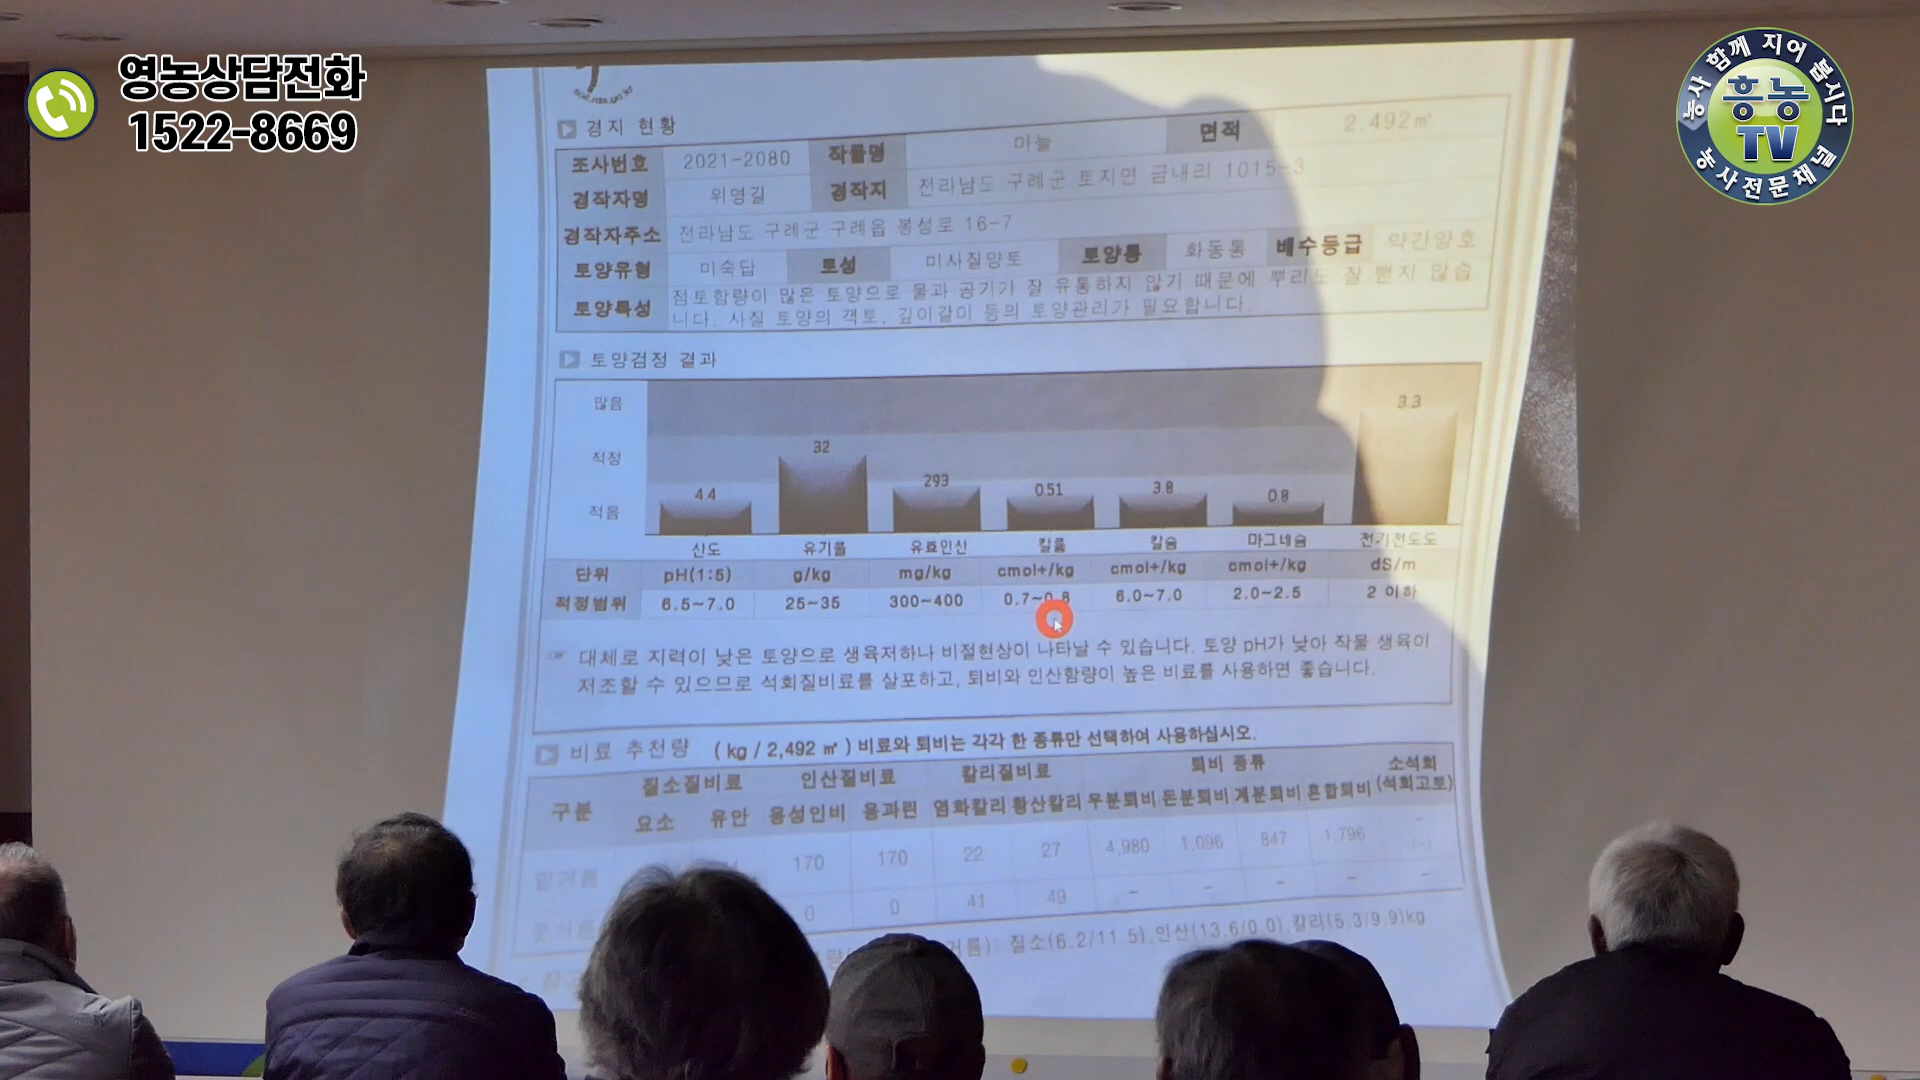 영농상담전화
1522-8669
농사 함께 지어 봅시다
흥농
TV
농사전문채널
soil.rda.go.kr
경지 현황
조사번호 2021-2080 작물명 마늘 면적 2,492㎡
경작자명 위영길 경작지 전라남도 구례군 토지면 금내리 1015-3
경작자주소 전라남도 구례군 구례읍 봉성로 16-7
토양유형 미숙답 토성 미사질양토 토양통 화동통 배수등급 약간양호
토양특성 점토함량이 많은 토양으로 물과 공기가 잘 유통하지 않기 때문에 뿌리도 잘 뻗지 않습
니다. 사질 토양의 객토, 깊이갈이 등의 토양관리가 필요합니다.
토양검정 결과
많음
적정
적음
4.4 32 293 0.51 3.8 0.8 3.3
산도 유기물 유효인산 칼륨 칼슘 마그네슘 전기전도도
단위 pH(1:5) g/kg mg/kg cmol+/kg cmol+/kg cmol+/kg dS/m
적정범위 6.5~7.0 25~35 300~400 0.7~0.8 6.0~7.0 2.0~2.5 2 이하
☞ 대체로 지력이 낮은 토양으로 생육저하나 비절현상이 나타날 수 있습니다. 토양 pH가 낮아 작물 생육이
저조할 수 있으므로 석회질비료를 살포하고, 퇴비와 인산함량이 높은 비료를 사용하면 좋습니다.
비료 추천량 ( kg / 2,492 ㎡ ) 비료와 퇴비는 각각 한 종류만 선택하여 사용하십시오.
구분 질소질비료 인산질비료 칼리질비료 퇴비 종류 소석회
(석회고토)
요소 유안 용성인비 용과린 염화칼리 황산칼리 우분퇴비 돈분퇴비 계분퇴비 혼합퇴비
밑거름 170 170 22 27 4,980 1,096 847 1,796 -
(-)
웃거름 0 0 41 49 - - - - -
거름): 질소(6.2/11.5),인산(13.6/0.0),칼리(5.3/9.9)kg